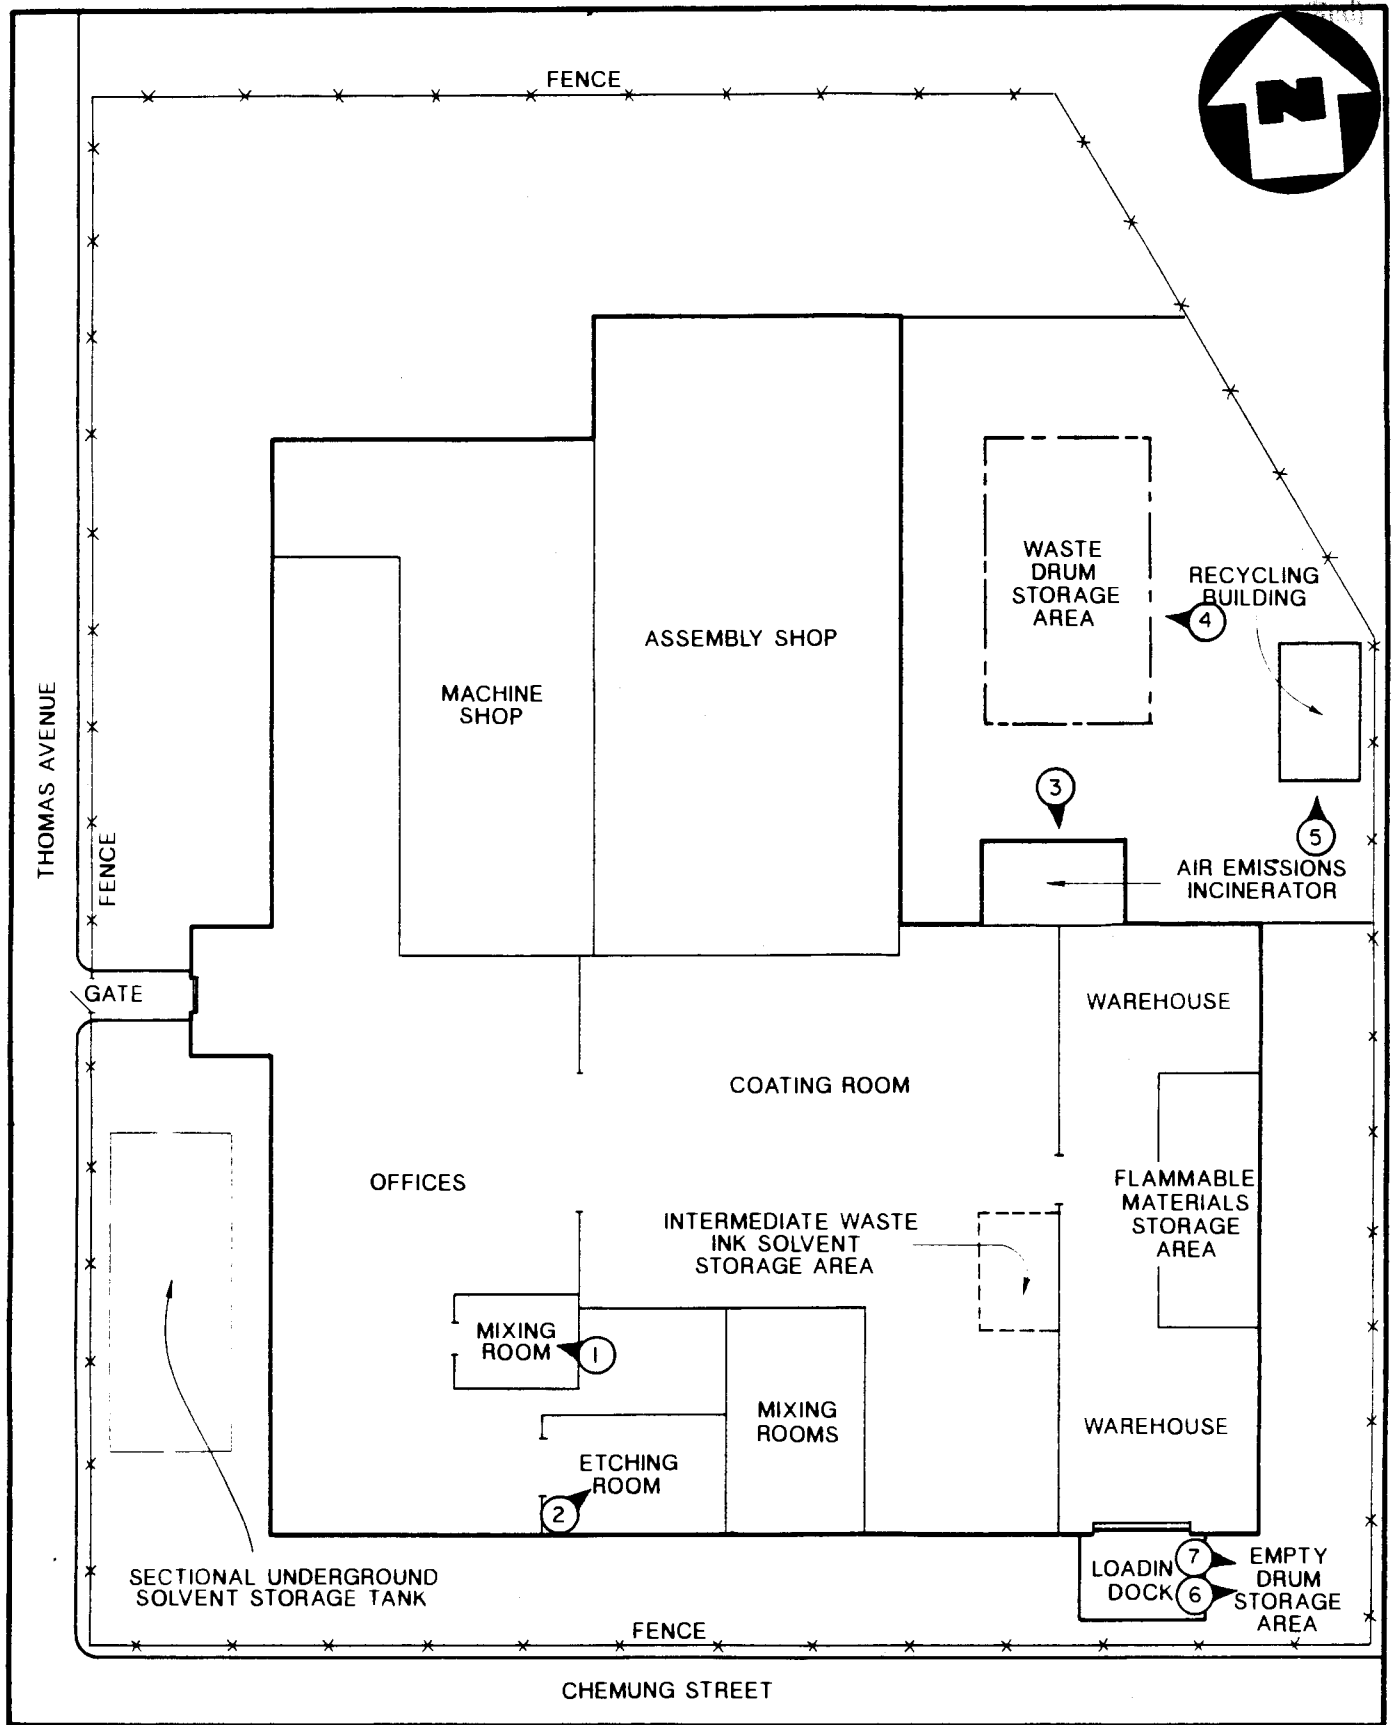 FENCE
N
WASTE
DRUM
STORAGE
AREA
RECYCLING
BUILDING
4
ASSEMBLY SHOP
MACHINE
SHOP
THOMAS AVENUE
FENCE
3
5
AIR EMISSIONS
INCINERATOR
GATE
WAREHOUSE
COATING ROOM
OFFICES
FLAMMABLE
MATERIALS
STORAGE
AREA
INTERMEDIATE WASTE
INK SOLVENT
STORAGE AREA
MIXING
ROOM
1
MIXING
ROOMS
WAREHOUSE
ETCHING
ROOM
2
SECTIONAL UNDERGROUND
SOLVENT STORAGE TANK
LOADIN
DOCK
7
6
EMPTY
DRUM
STORAGE
AREA
FENCE
CHEMUNG STREET